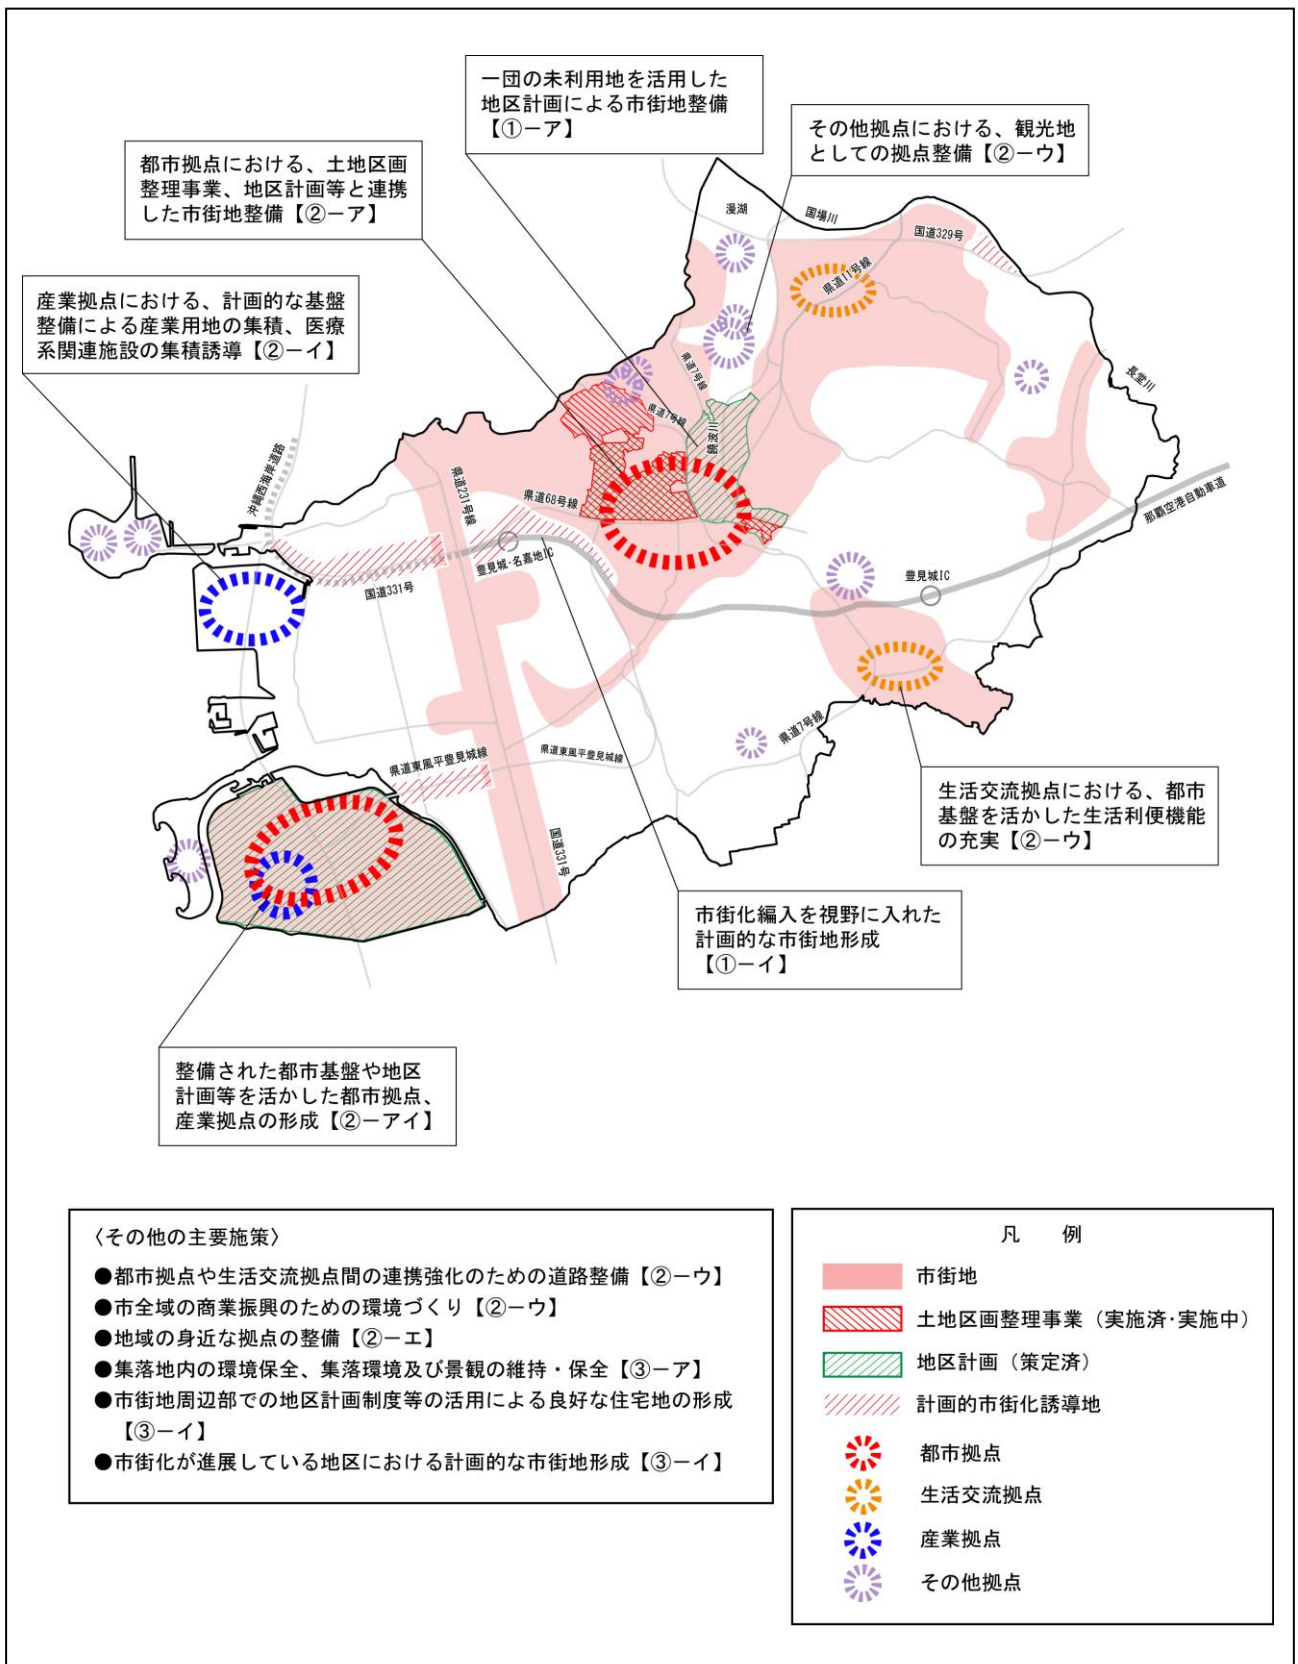 一団の未利用地を活用した
地区計画による市街地整備
【①－ア】
その他拠点における、観光地
としての拠点整備【②－ウ】
都市拠点における、土地区画
整理事業、地区計画等と連携
した市街地整備【②－ア】
産業拠点における、計画的な基盤
整備による産業用地の集積、医療
系関連施設の集積誘導【②－イ】
漫湖
国場川
国道329号
県道11号線
長堂川
県道7号線
県道7号線
饒波川
沖縄西海岸道路
県道231号線
県道68号線
那覇空港自動車道
豊見城・名嘉地IC
国道331号
豊見城IC
県道7号線
県道東風平豊見城線
県道東風平豊見城線
国道331号
生活交流拠点における、都市
基盤を活かした生活利便機能
の充実【②－ウ】
市街化編入を視野に入れた
計画的な市街地形成
【①－イ】
整備された都市基盤や地区
計画等を活かした都市拠点、
産業拠点の形成【②－アイ】
〈その他の主要施策〉
●都市拠点や生活交流拠点間の連携強化のための道路整備【②－ウ】
●市全域の商業振興のための環境づくり【②－ウ】
●地域の身近な拠点の整備【②－エ】
●集落地内の環境保全、集落環境及び景観の維持・保全【③－ア】
●市街地周辺部での地区計画制度等の活用による良好な住宅地の形成
【③－イ】
●市街化が進展している地区における計画的な市街地形成【③－イ】
凡 例
市街地
土地区画整理事業（実施済・実施中）
地区計画（策定済）
計画的市街化誘導地
都市拠点
生活交流拠点
産業拠点
その他拠点